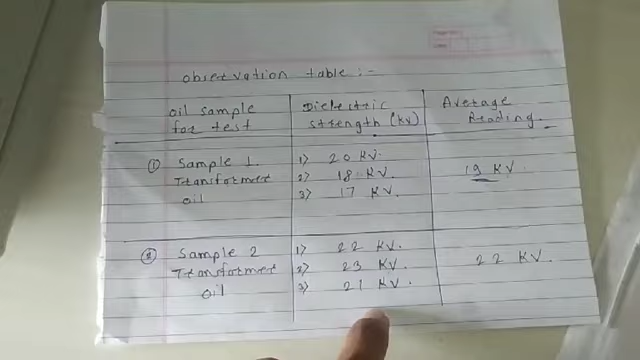 observation table :-
oil sample for test
Dielectric strength (KV)
Average Reading
① Sample 1. Transformer oil
1) 20 KV.
2) 18 KV.
3) 17 KV.
19 KV.
② Sample 2 Transformer oil
1) 22 KV.
2) 23 KV.
3) 21 KV.
22 KV.